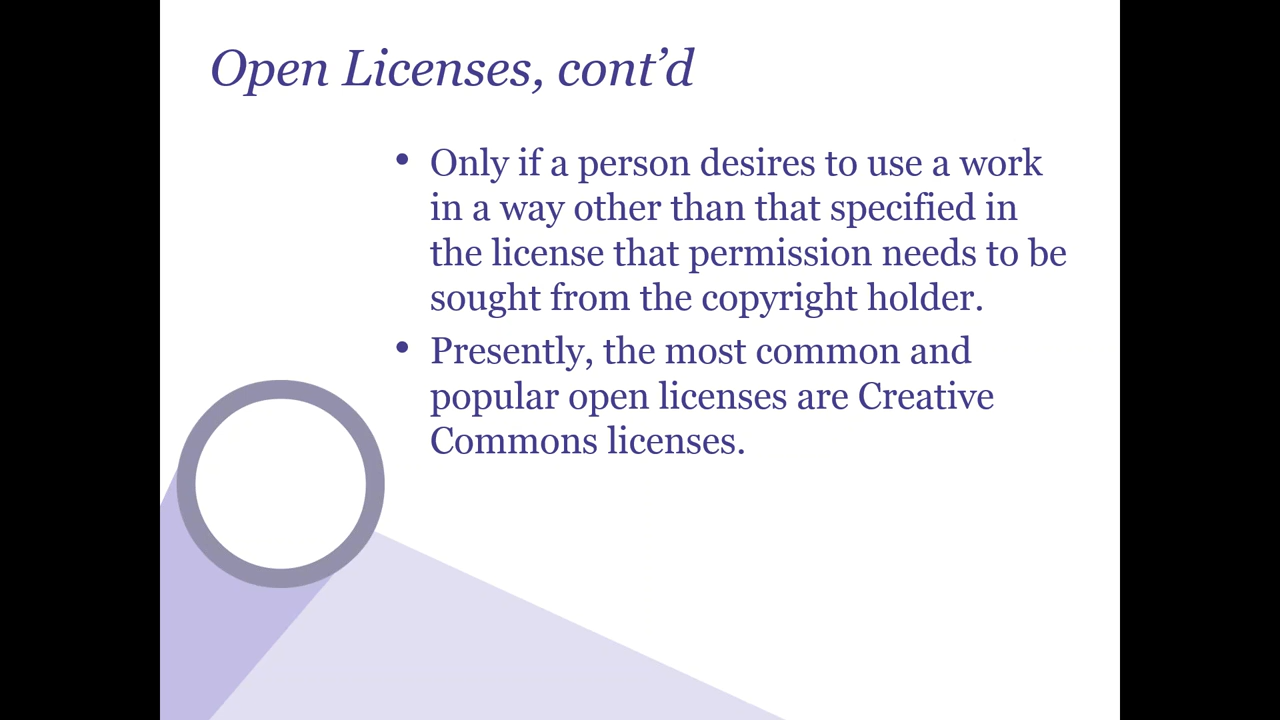 Open Licenses, cont’d
• Only if a person desires to use a work
in a way other than that specified in
the license that permission needs to be
sought from the copyright holder.
• Presently, the most common and
popular open licenses are Creative
Commons licenses.